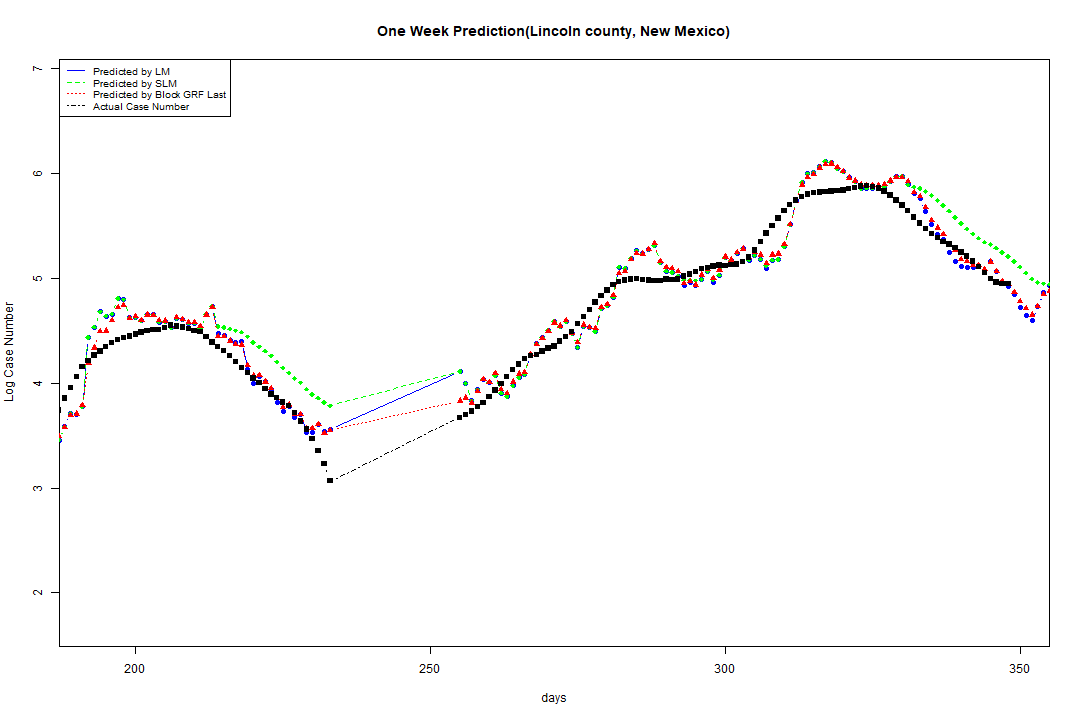 One Week Prediction(Lincoln county, New Mexico)
Predicted by LM
Predicted by SLM
Predicted by Block GRF Last
Actual Case Number
7
6
5
4
3
2
Log Case Number
200
250
300
350
days